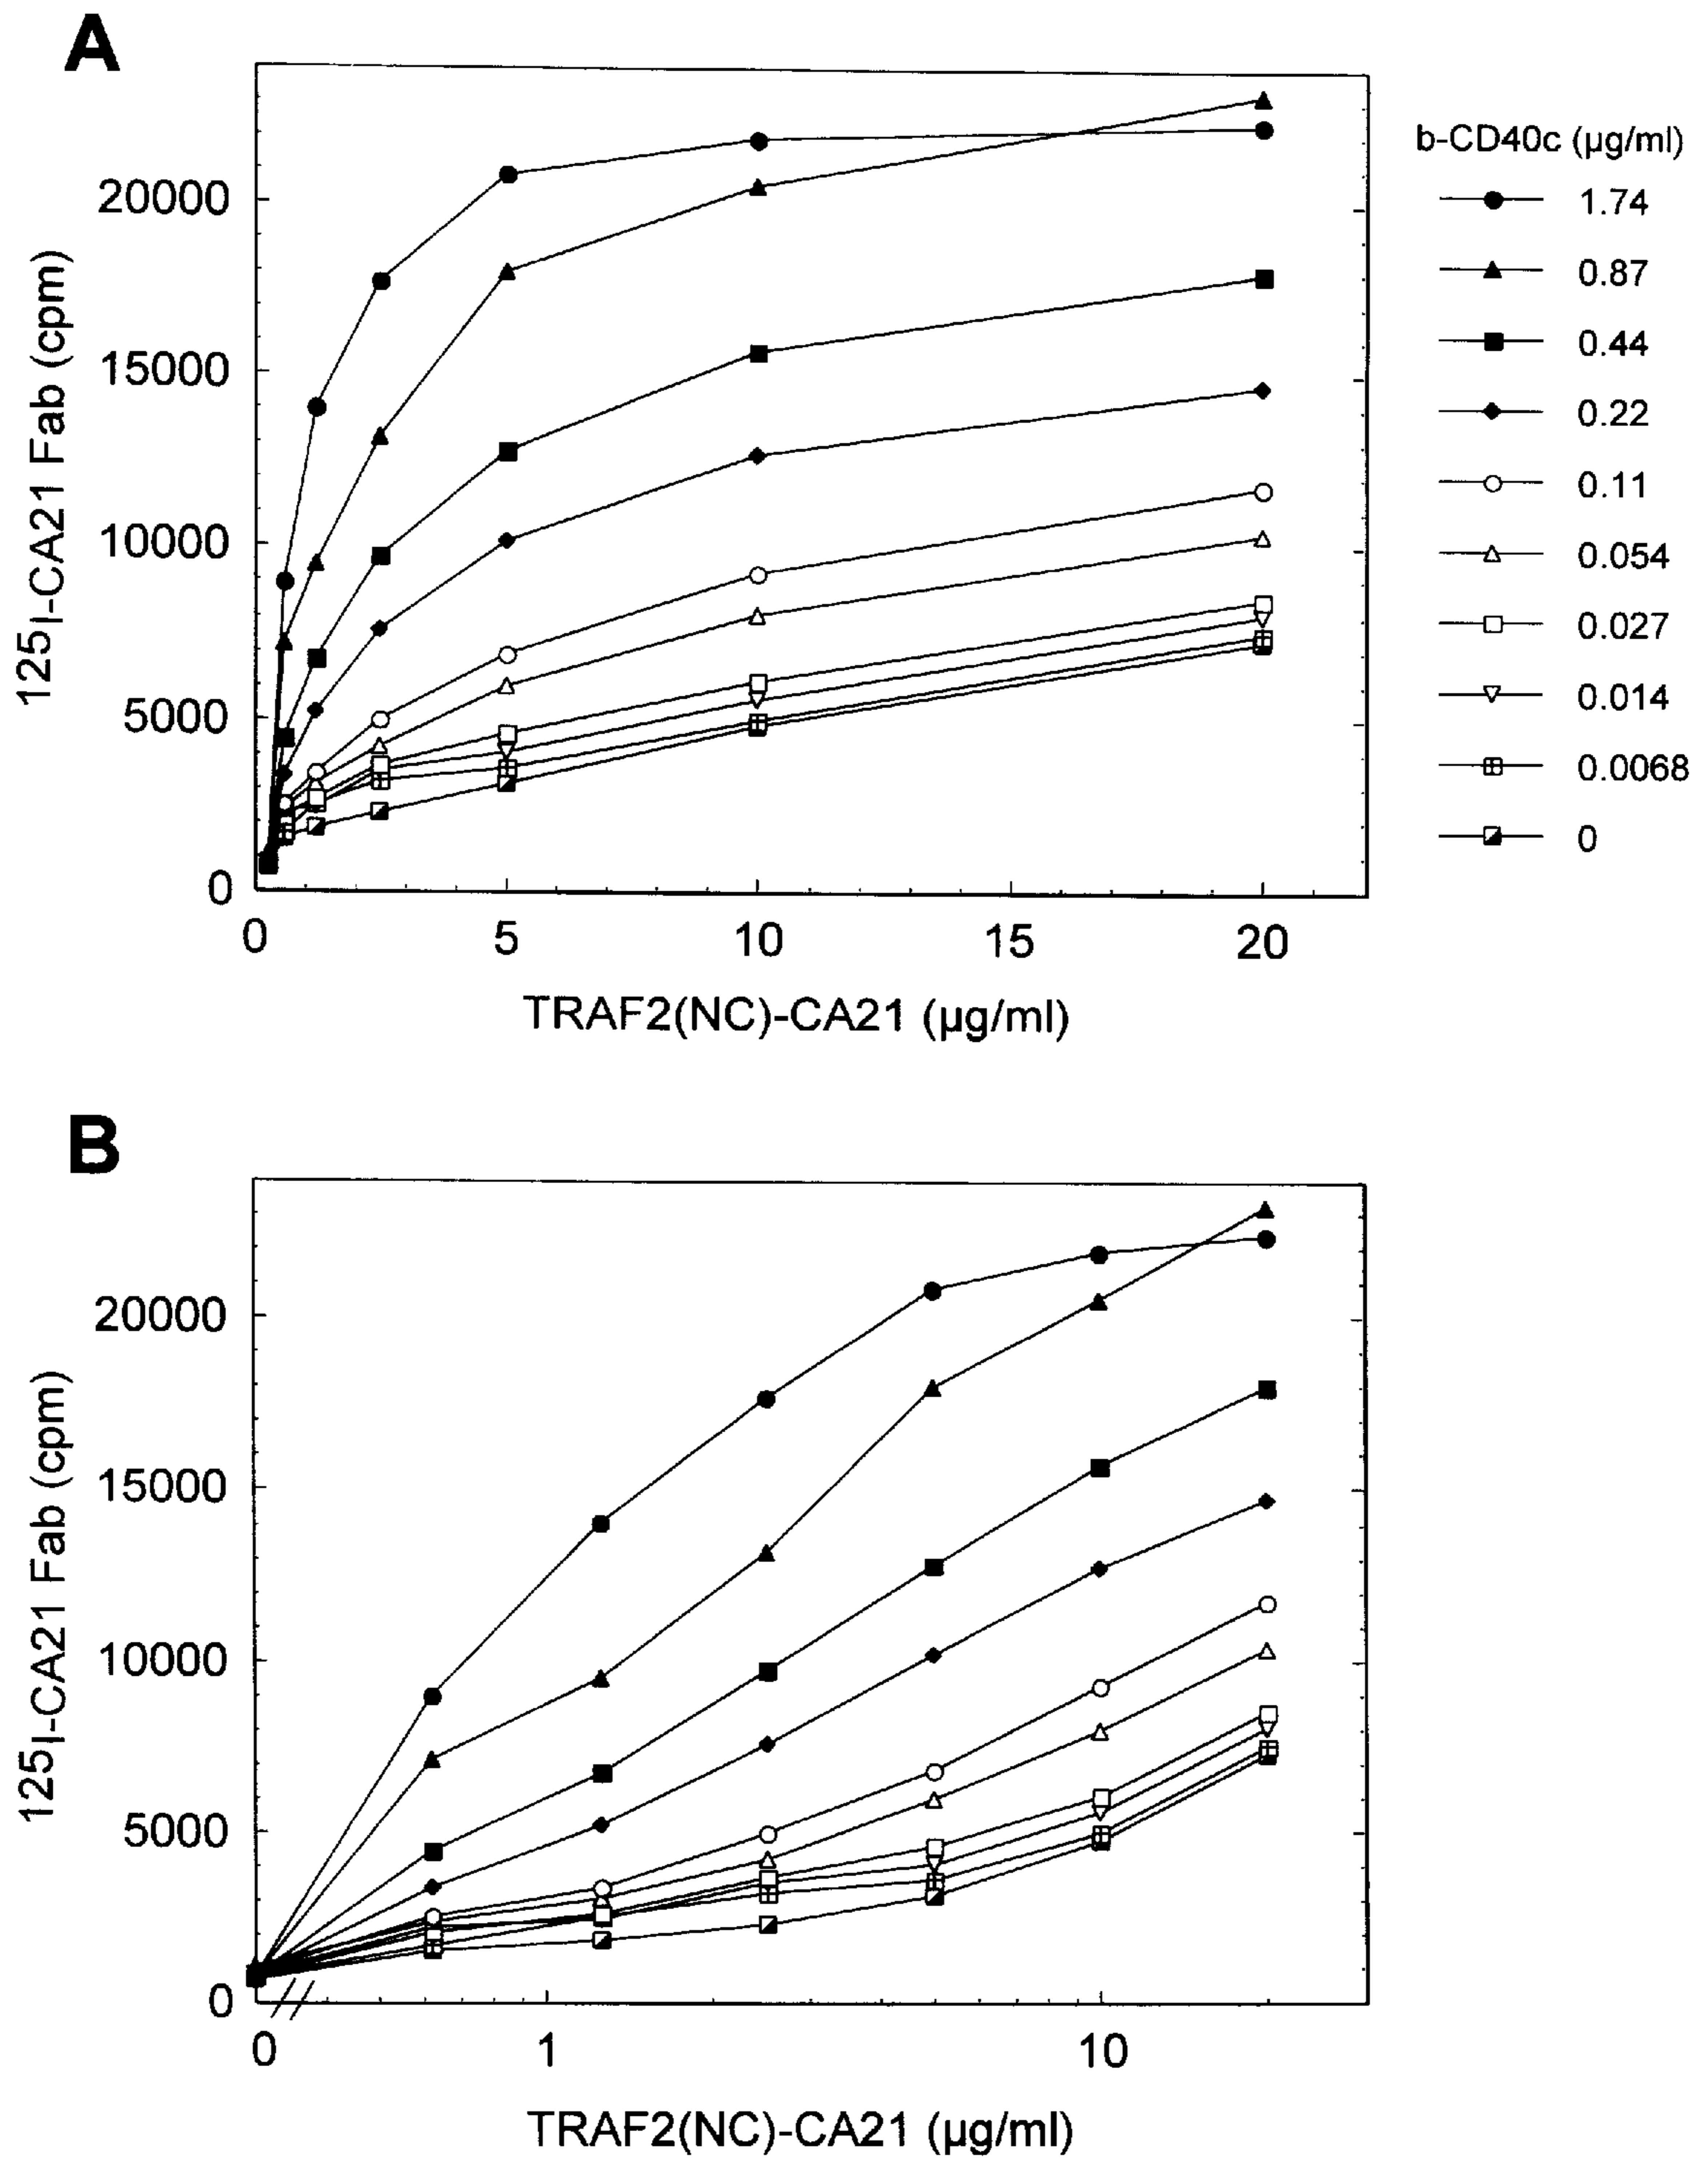 A
b-CD40c (µg/ml)
1.74
0.87
0.44
0.22
0.11
0.054
0.027
0.014
0.0068
0
125I-CA21 Fab (cpm)
20000
15000
10000
5000
0
0 5 10 15 20
TRAF2(NC)-CA21 (µg/ml)
B
125I-CA21 Fab (cpm)
20000
15000
10000
5000
0
0 1 10
TRAF2(NC)-CA21 (µg/ml)